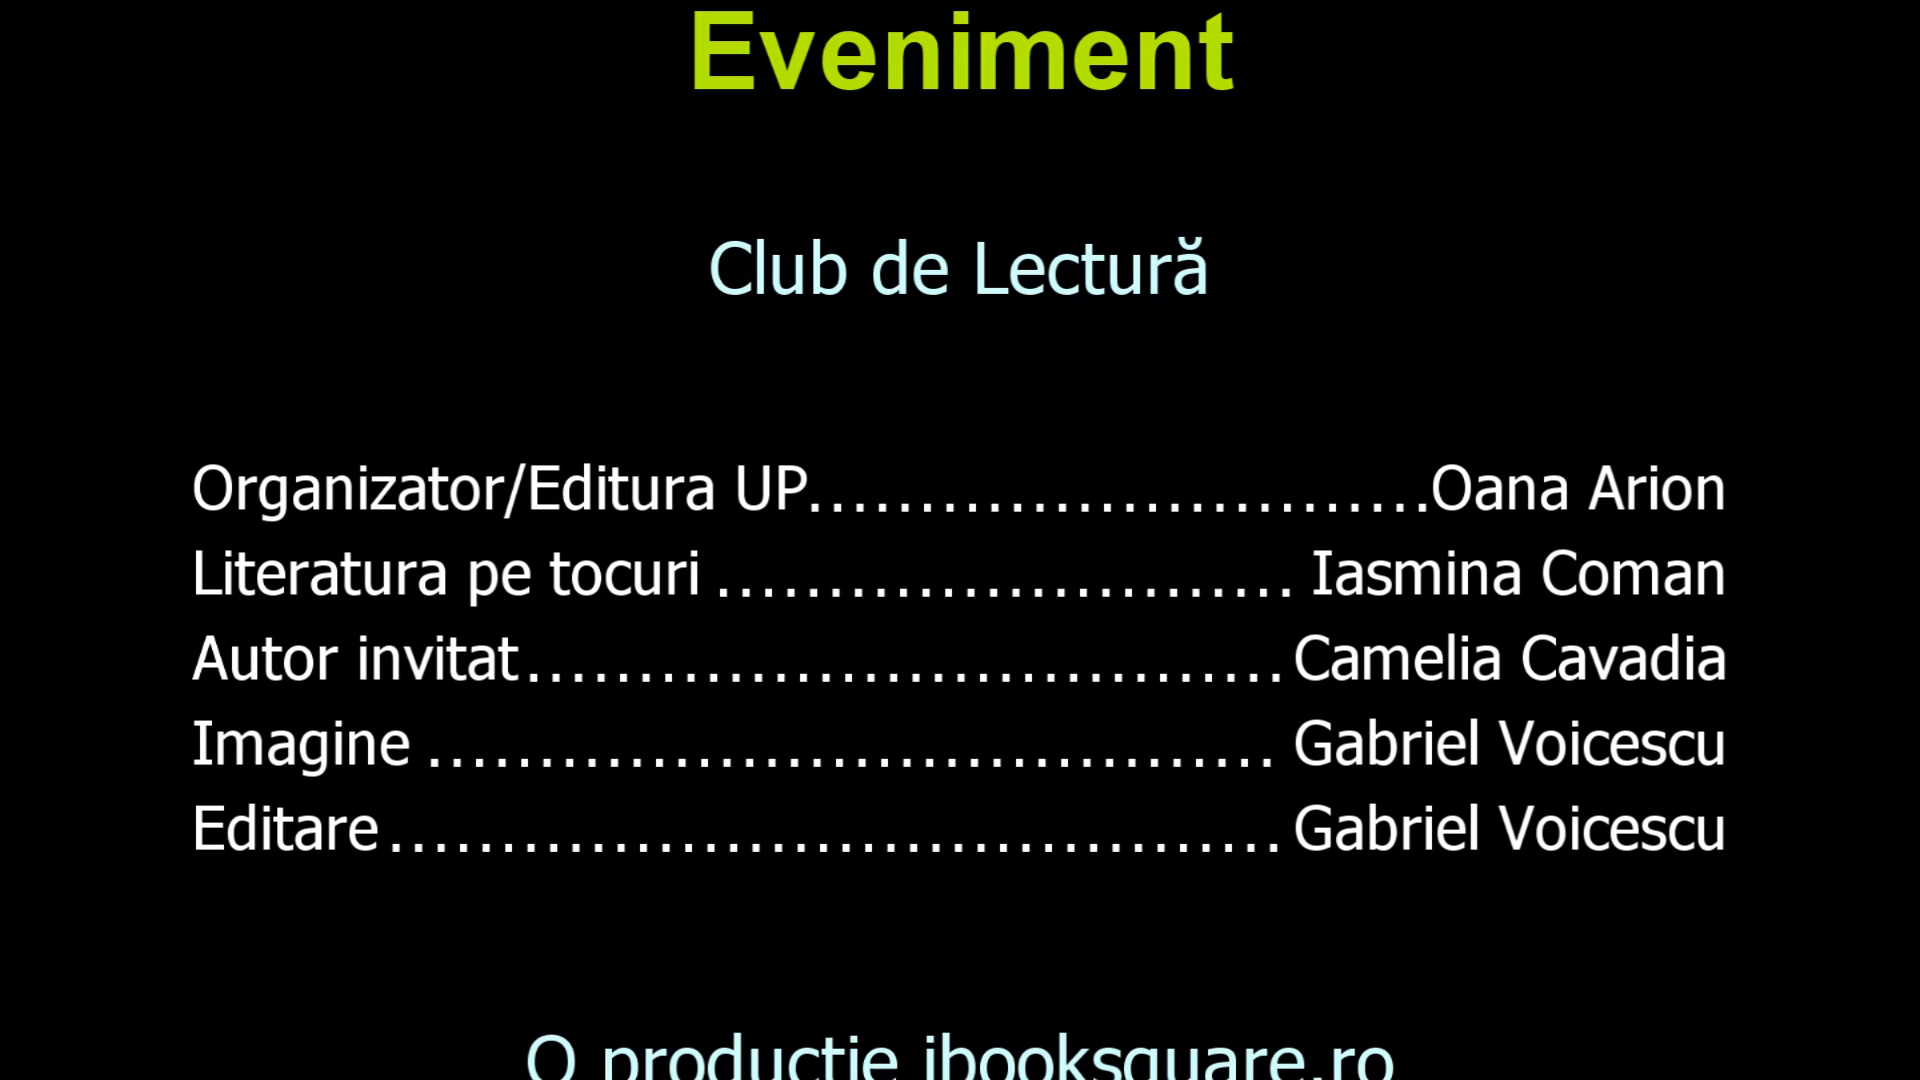 Eveniment
Club de Lectură
Organizator/Editura UP............................Oana Arion
Literatura pe tocuri .......................... Iasmina Coman
Autor invitat.................................. Camelia Cavadia
Imagine ...................................... Gabriel Voicescu
Editare........................................ Gabriel Voicescu
O productie ibooksquare.ro